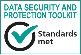 DATA SECURITY AND
PROTECTION TOOLKIT
Standards
met